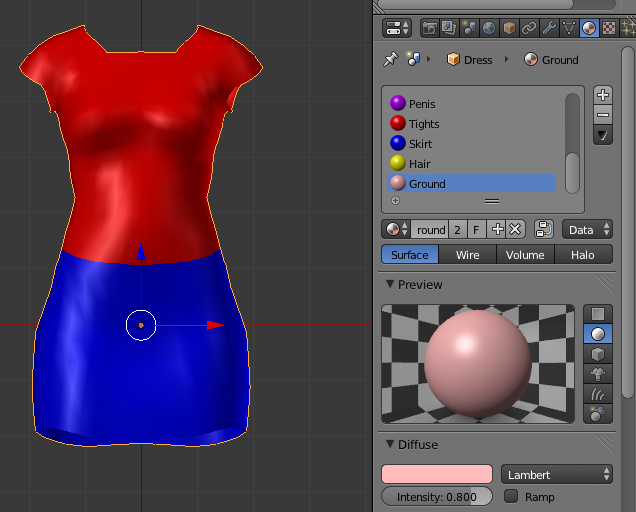 Dress
Ground
Penis
Tights
Skirt
Hair
Ground
round 2 F Data
Surface Wire Volume Halo
Preview
Diffuse
Lambert
Intensity: 0.800 Ramp